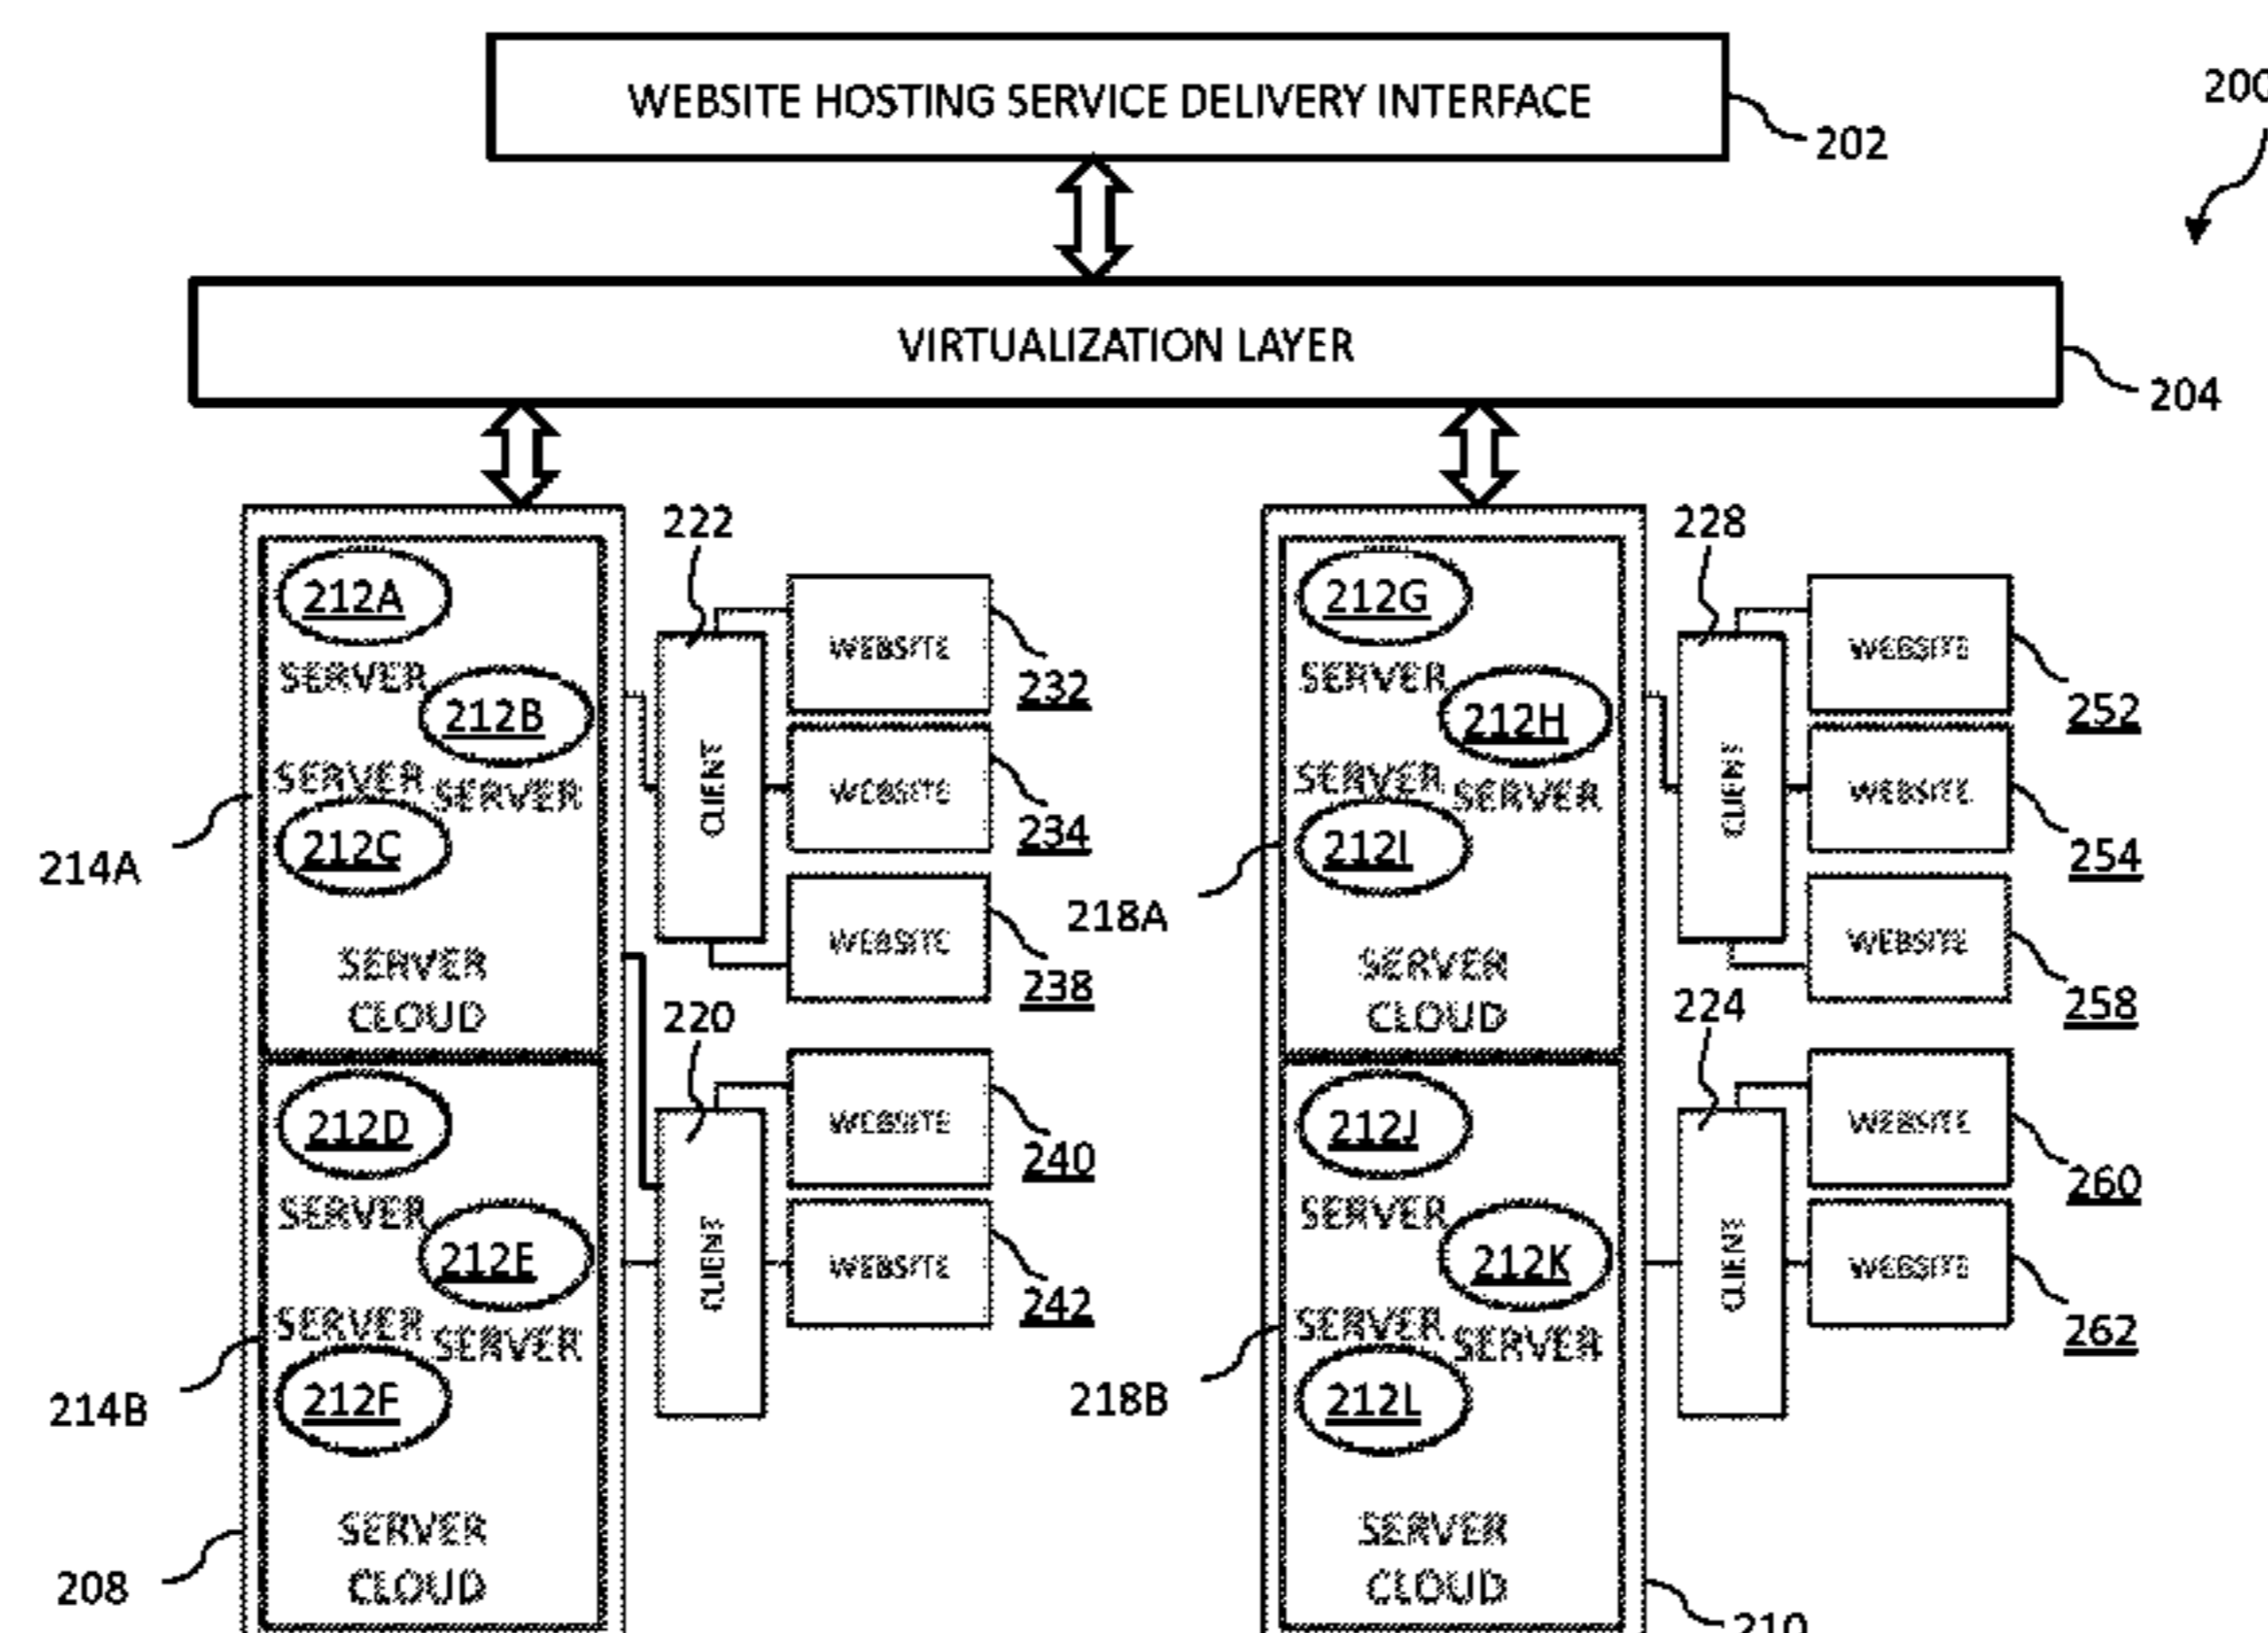 WEBSITE HOSTING SERVICE DELIVERY INTERFACE
200
202
VIRTUALIZATION LAYER
204
222
228
212A
SERVER
212B
SERVER
SERVER
212C
SERVER
CLOUD
214A
CLIENT
WEBSITE
232
WEBSITE
234
WEBSITE
238
212D
SERVER
212E
SERVER
SERVER
212F
SERVER
CLOUD
214B
208
220
CLIENT
WEBSITE
240
WEBSITE
242
212G
SERVER
212H
SERVER
SERVER
212I
SERVER
CLOUD
218A
CLIENT
WEBSITE
252
WEBSITE
254
WEBSITE
258
212J
SERVER
212K
SERVER
SERVER
212L
SERVER
CLOUD
218B
224
CLIENT
WEBSITE
260
WEBSITE
262
210